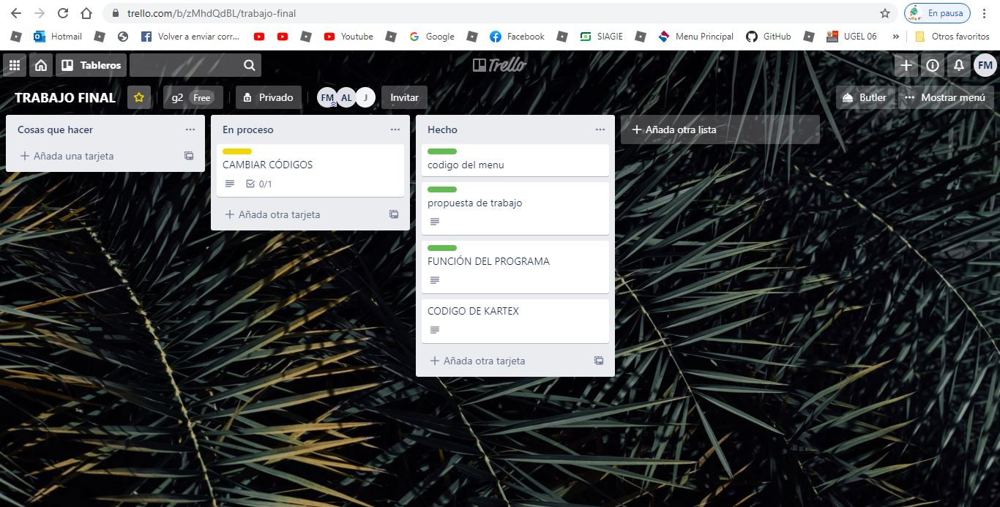 trello.com/b/zMhdQdBL/trabajo-final
En pausa
Hotmail
Volver a enviar corr...
Youtube
Google
Facebook
SIAGIE
Menu Principal
GitHub
UGEL 06
»
Otros favoritos
Tableros
Trello
FM
TRABAJO FINAL
g2 Free
Privado
FM AL J
Invitar
Butler
Mostrar menú
Cosas que hacer
Añada una tarjeta
En proceso
CAMBIAR CÓDIGOS
0/1
Añada otra tarjeta
Hecho
codigo del menu
propuesta de trabajo
FUNCIÓN DEL PROGRAMA
CODIGO DE KARTEX
Añada otra tarjeta
Añada otra lista